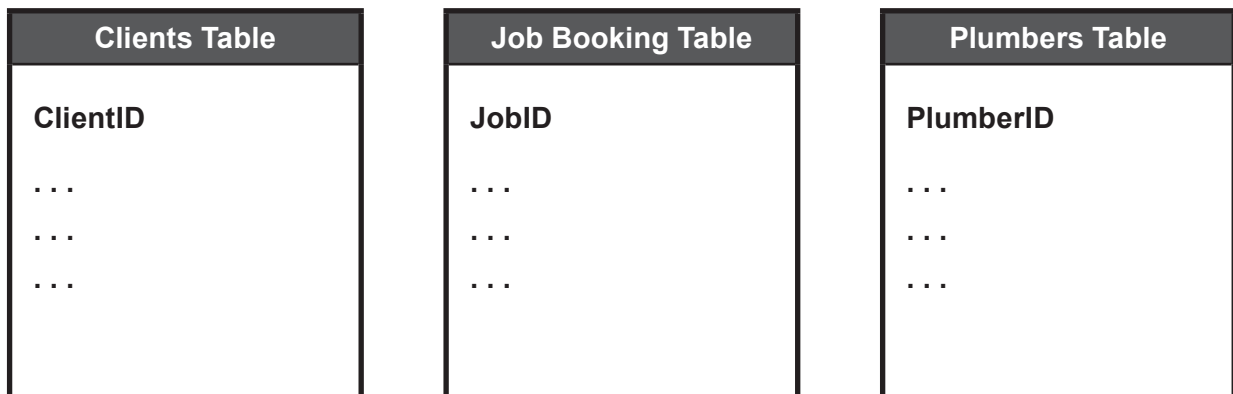 Clients Table
ClientID
. . .
. . .
. . .
Job Booking Table
JobID
. . .
. . .
. . .
Plumbers Table
PlumberID
. . .
. . .
. . .